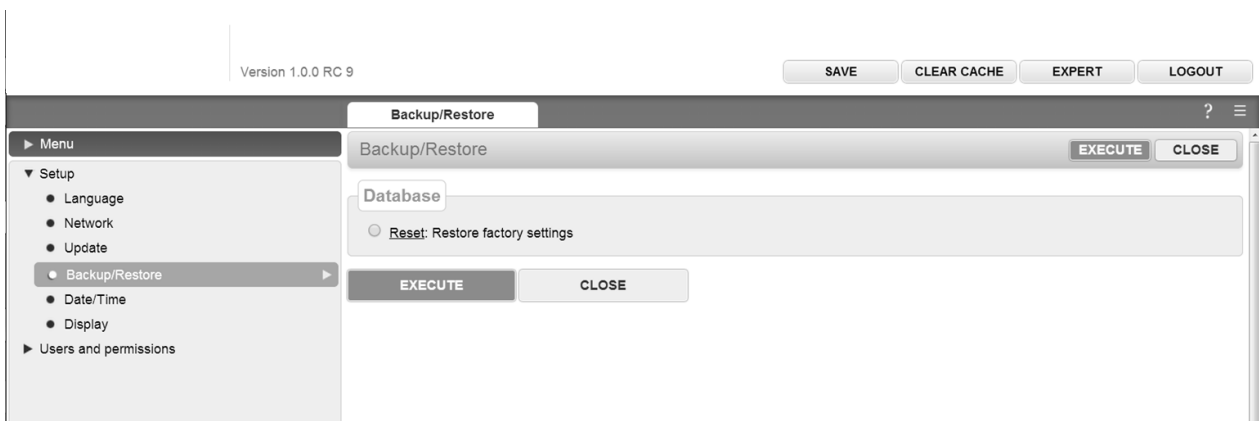 Version 1.0.0 RC 9
SAVE CLEAR CACHE EXPERT LOGOUT
Backup/Restore ? ☰
▶ Menu
▼ Setup
● Language
● Network
● Update
● Backup/Restore ▶
● Date/Time
● Display
▶ Users and permissions
Backup/Restore EXECUTE CLOSE
Database
Reset: Restore factory settings
EXECUTE CLOSE